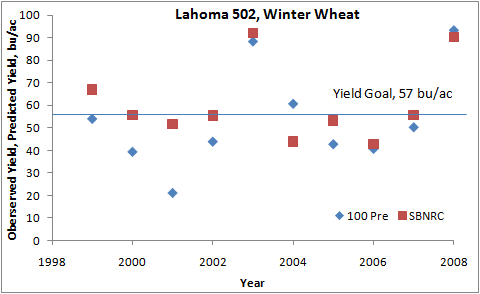 Lahoma 502, Winter Wheat
Oberserved Yield, Predicted Yield, bu/ac
100
90
80
70
60
50
40
30
20
10
0
Yield Goal, 57 bu/ac
100 Pre
SBNRC
1998 2000 2002 2004 2006 2008
Year